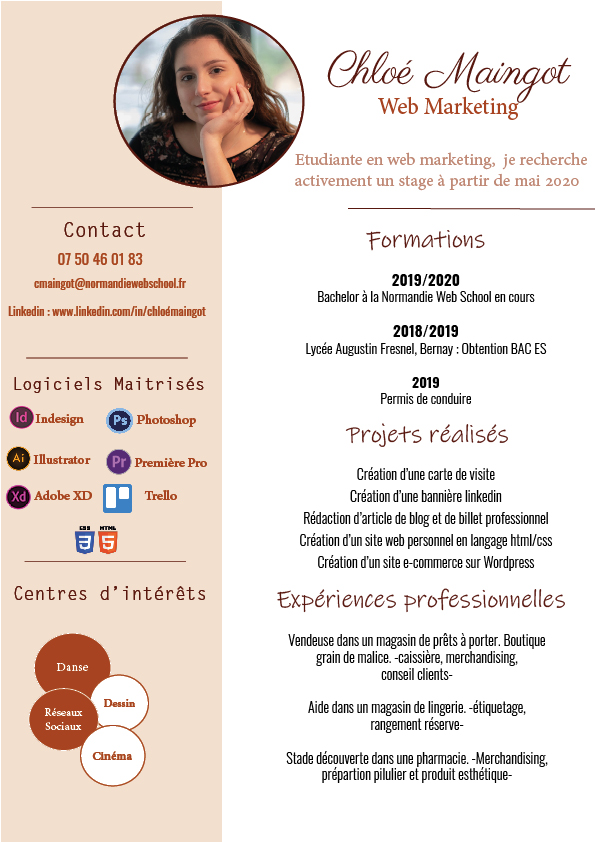 Chloé Maingot
Web Marketing
Etudiante en web marketing, je recherche
activement un stage à partir de mai 2020
Contact
07 50 46 01 83
cmaingot@normandiewebschool.fr
Linkedin : www.linkedin.com/in/chloémaingot
Logiciels Maitrisés
Id Indesign
Ps Photoshop
Ai Illustrator
Pr Première Pro
Xd Adobe XD
Trello
CSS HTML
3 5
Centres d'intérêts
Danse
Dessin
Réseaux
Sociaux
Cinéma
Formations
2019/2020
Bachelor à la Normandie Web School en cours
2018/2019
Lycée Augustin Fresnel, Bernay : Obtention BAC ES
2019
Permis de conduire
Projets réalisés
Création d'une carte de visite
Création d'une bannière linkedin
Rédaction d'article de blog et de billet professionnel
Création d'un site web personnel en langage html/css
Création d'un site e-commerce sur Wordpress
Expériences professionnelles
Vendeuse dans un magasin de prêts à porter. Boutique
grain de malice. -caissière, merchandising,
conseil clients-
Aide dans un magasin de lingerie. -étiquetage,
rangement réserve-
Stade découverte dans une pharmacie. -Merchandising,
prépartion pilulier et produit esthétique-